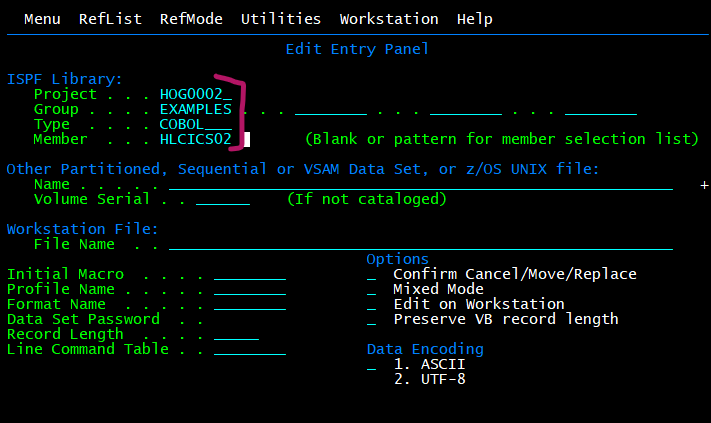 Menu RefList RefMode Utilities Workstation Help
Edit Entry Panel
ISPF Library:
Project . . . HOG0002_
Group . . . . EXAMPLES . . . ________ . . . ________ . . . ________
Type . . . . COBOL___
Member . . . HLCICS02 (Blank or pattern for member selection list)
Other Partitioned, Sequential or VSAM Data Set, or z/OS UNIX file:
Name . . . . . ________________________________________________________ +
Volume Serial . . ______ (If not cataloged)
Workstation File:
File Name . . ________________________________________________________
Options
Initial Macro . . . . ________ _ Confirm Cancel/Move/Replace
Profile Name . . . . . ________ _ Mixed Mode
Format Name . . . . . ________ _ Edit on Workstation
Data Set Password . . _ Preserve VB record length
Record Length . . . . _____
Line Command Table . . ________ Data Encoding
_ 1. ASCII
2. UTF-8